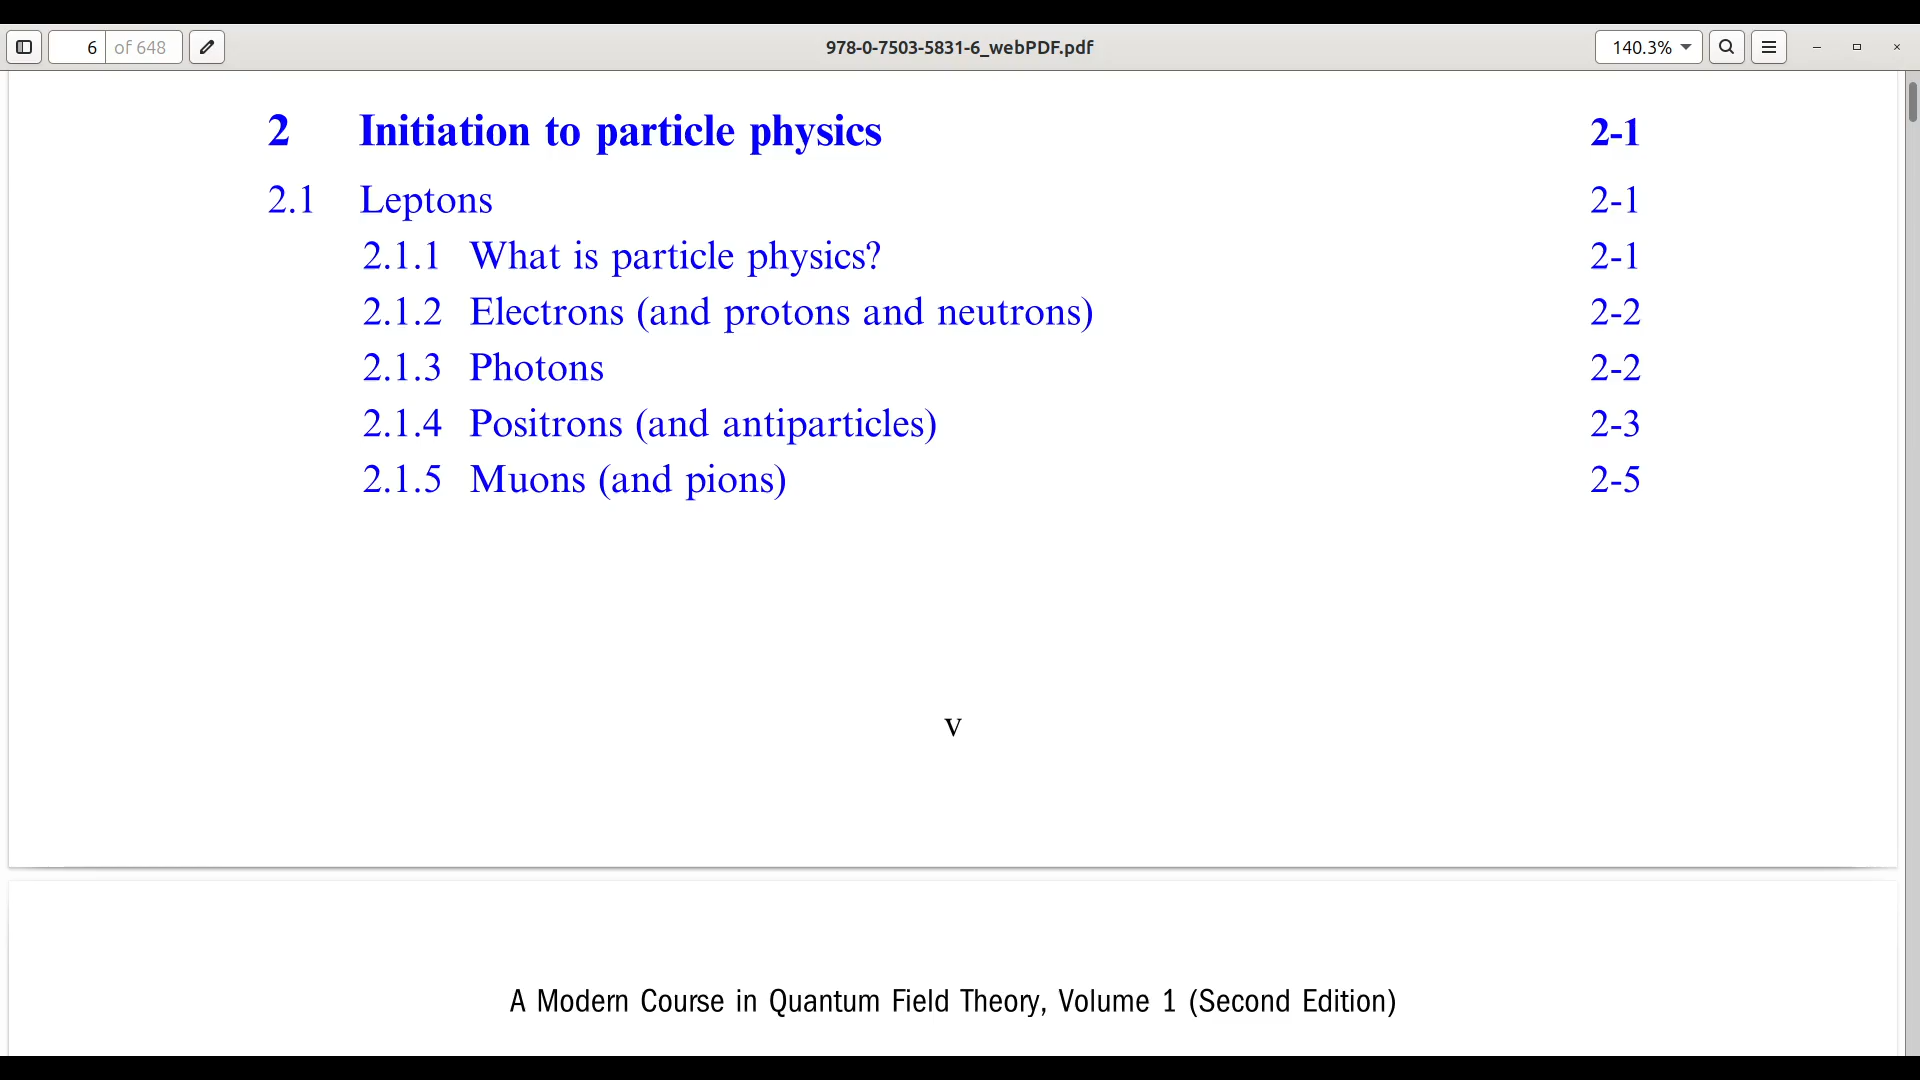 6 of 648 978-0-7503-5831-6_webPDF.pdf 140.3%
2 Initiation to particle physics 2-1
2.1 Leptons 2-1
2.1.1 What is particle physics? 2-1
2.1.2 Electrons (and protons and neutrons) 2-2
2.1.3 Photons 2-2
2.1.4 Positrons (and antiparticles) 2-3
2.1.5 Muons (and pions) 2-5
v
A Modern Course in Quantum Field Theory, Volume 1 (Second Edition)